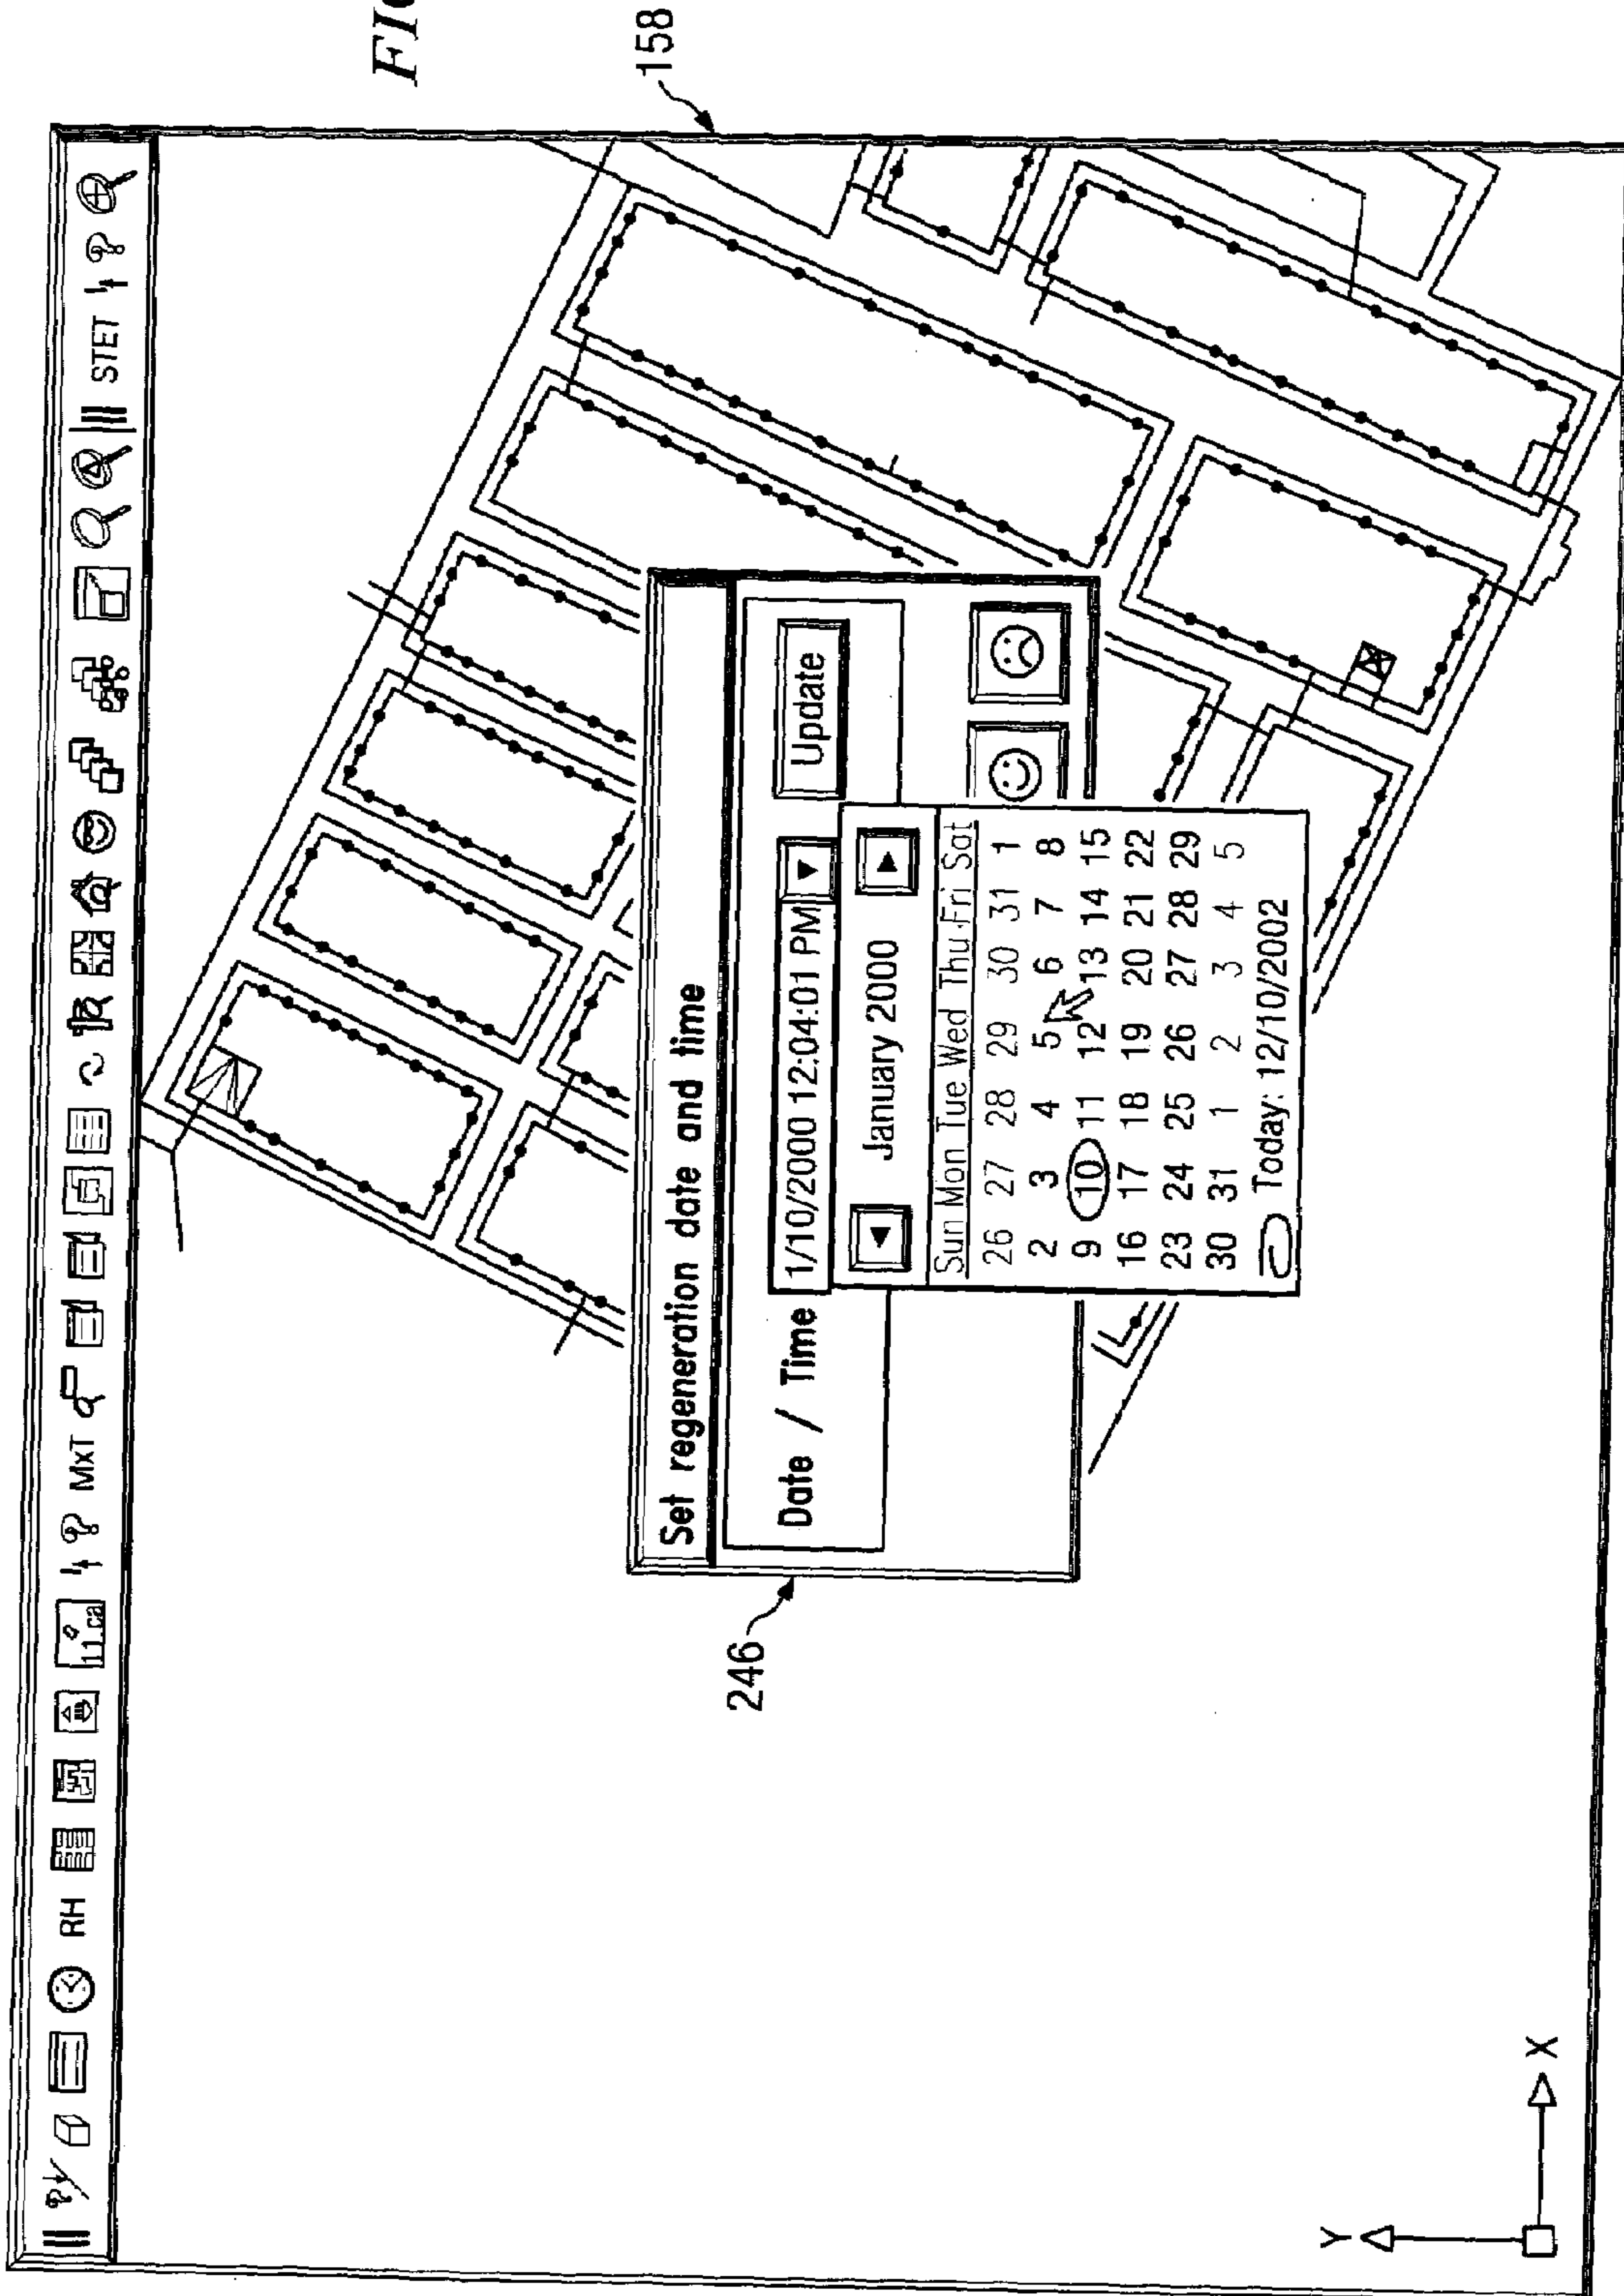 FIG
158
RH
11.ca
MxT
STET
Set regeneration date and time
Date / Time 1/10/2000 12:04:01 PM Update
January 2000
Sun Mon Tue Wed Thu Fri Sat
26 27 28 29 30 31 1
2 3 4 5 6 7 8
9 10 11 12 13 14 15
16 17 18 19 20 21 22
23 24 25 26 27 28 29
30 31 1 2 3 4 5
Today: 12/10/2002
246
Y
X